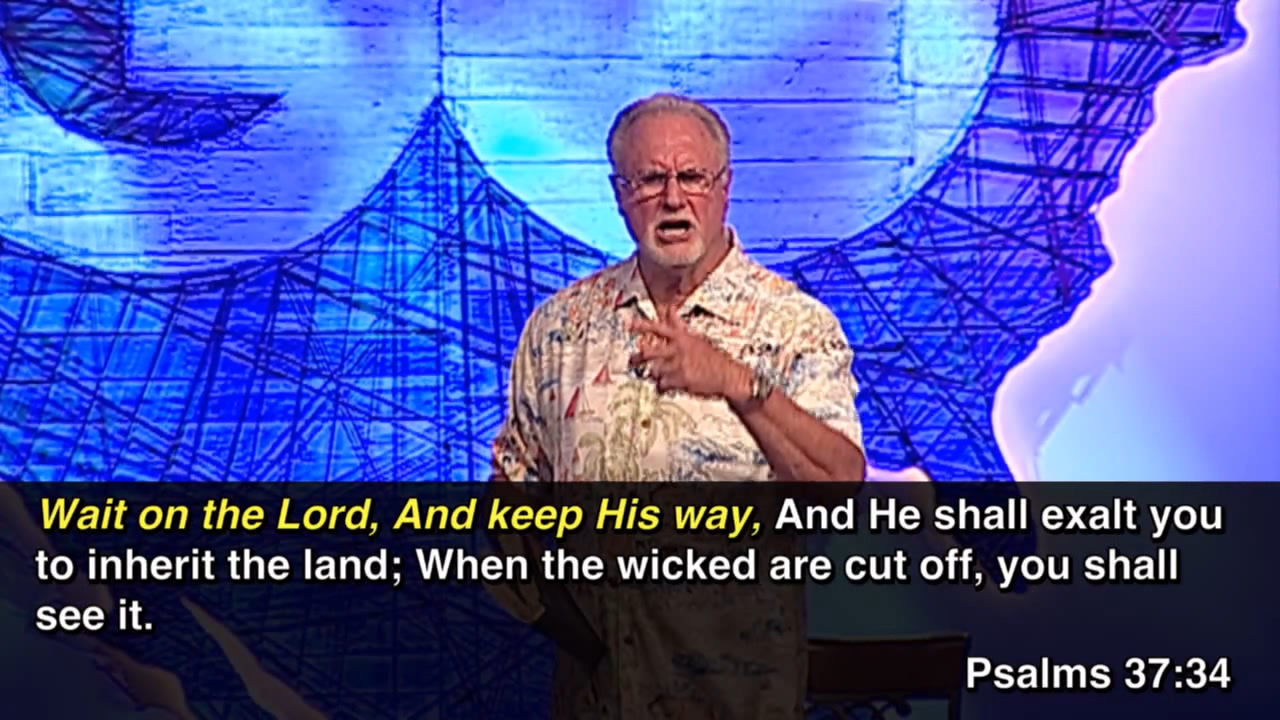 Wait on the Lord, And keep His way, And He shall exalt you
to inherit the land; When the wicked are cut off, you shall
see it.
Psalms 37:34